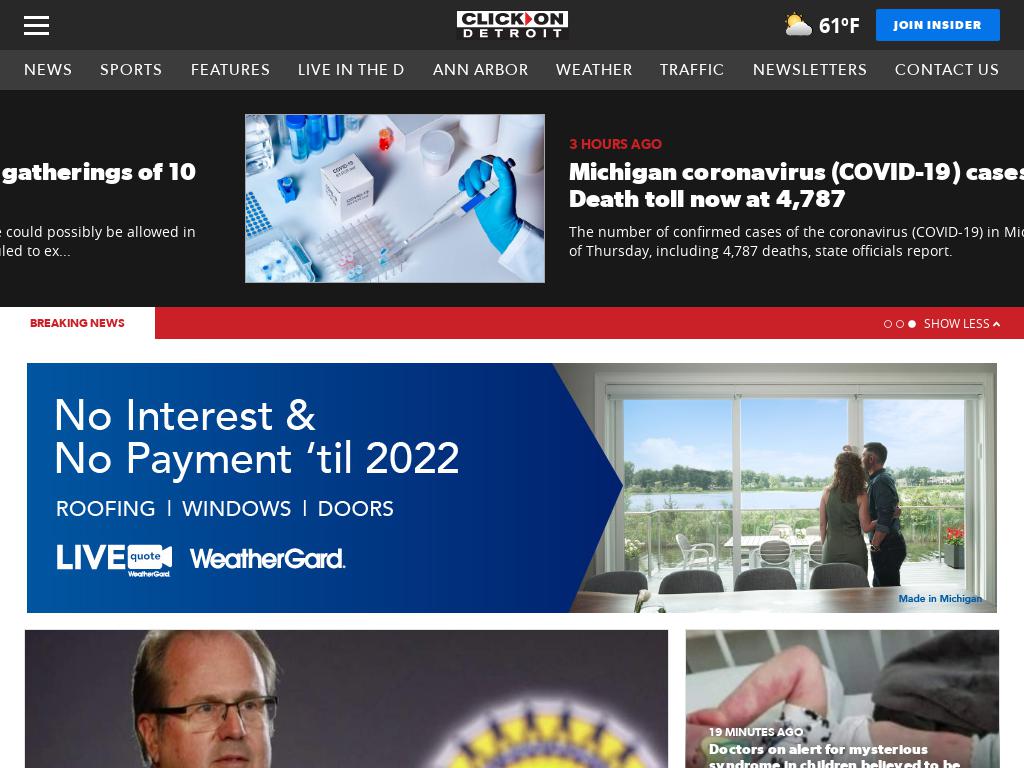 CLICK ON
DETROIT
61°F
JOIN INSIDER
NEWS
SPORTS
FEATURES
LIVE IN THE D
ANN ARBOR
WEATHER
TRAFFIC
NEWSLETTERS
CONTACT US
gatherings of 10
could possibly be allowed in
to ex...
COVID-19
3 HOURS AGO
Michigan coronavirus (COVID-19) cases
Death toll now at 4,787
The number of confirmed cases of the coronavirus (COVID-19) in
of Thursday, including 4,787 deaths, state officials report.
BREAKING NEWS
SHOW LESS
No Interest &
No Payment ‘til 2022
ROOFING | WINDOWS | DOORS
LIVE quote
WeatherGard.
WeatherGard.
Made in Michigan
19 MINUTES AGO
Doctors on alert for mysterious
syndrome in children believed to be